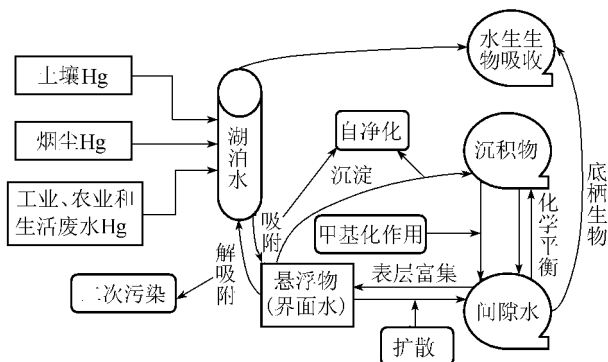 水生生
物吸收
土壤Hg
烟尘Hg
工业、农业和
生活废水Hg
湖
泊
水
自净化
沉淀
沉积物
吸附
解吸附
甲基化作用
化学平衡
底栖生物
二次污染
悬浮物
(界面水)
表层富集
间隙水
扩散